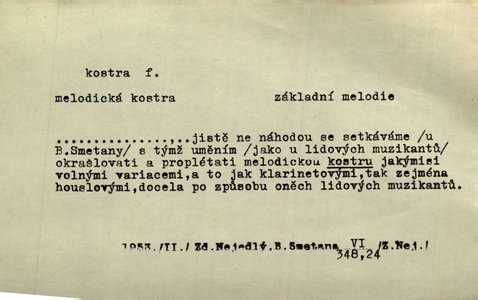 kostra f.
melodická kostra základní melodie
................,..jistě ne náhodou se setkáváme /u
B.Smetany/ s týmž uměním /jako u lidových muzikantů/
okrašlovati a proplétati melodickou kostru jakýmisi
volnými variacemi,a to jak klarinetovými,tak zejména
houslovými,docela po způsobu oněch lidových muzikantů.
1953./II./ Zd.Nejedlý,B.Smetana VI /Z.Nej./
348,24